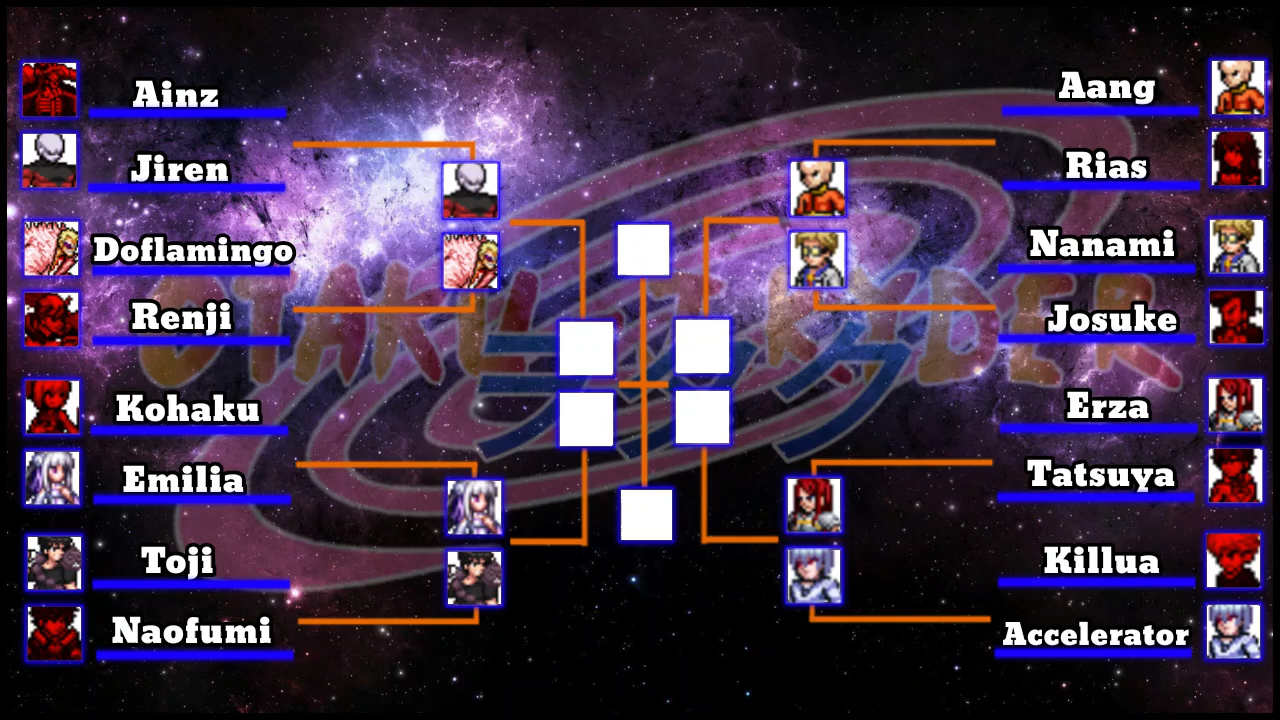 Ainz
Jiren
Doflamingo
Renji
Kohaku
Emilia
Toji
Naofumi
Aang
Rias
Nanami
Josuke
Erza
Tatsuya
Killua
Accelerator